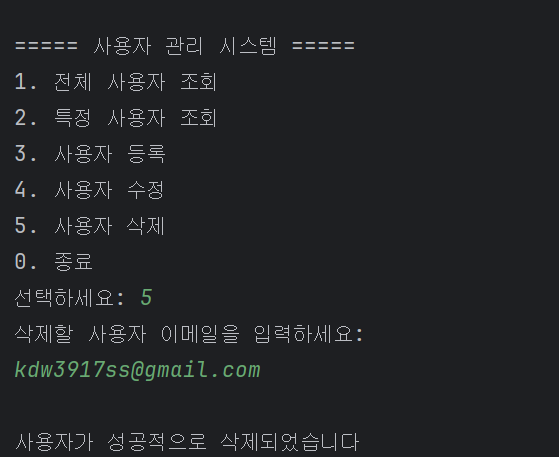 ===== 사용자 관리 시스템 =====
1. 전체 사용자 조회
2. 특정 사용자 조회
3. 사용자 등록
4. 사용자 수정
5. 사용자 삭제
0. 종료
선택하세요: 5
삭제할 사용자 이메일을 입력하세요:
kdw3917ss@gmail.com
사용자가 성공적으로 삭제되었습니다